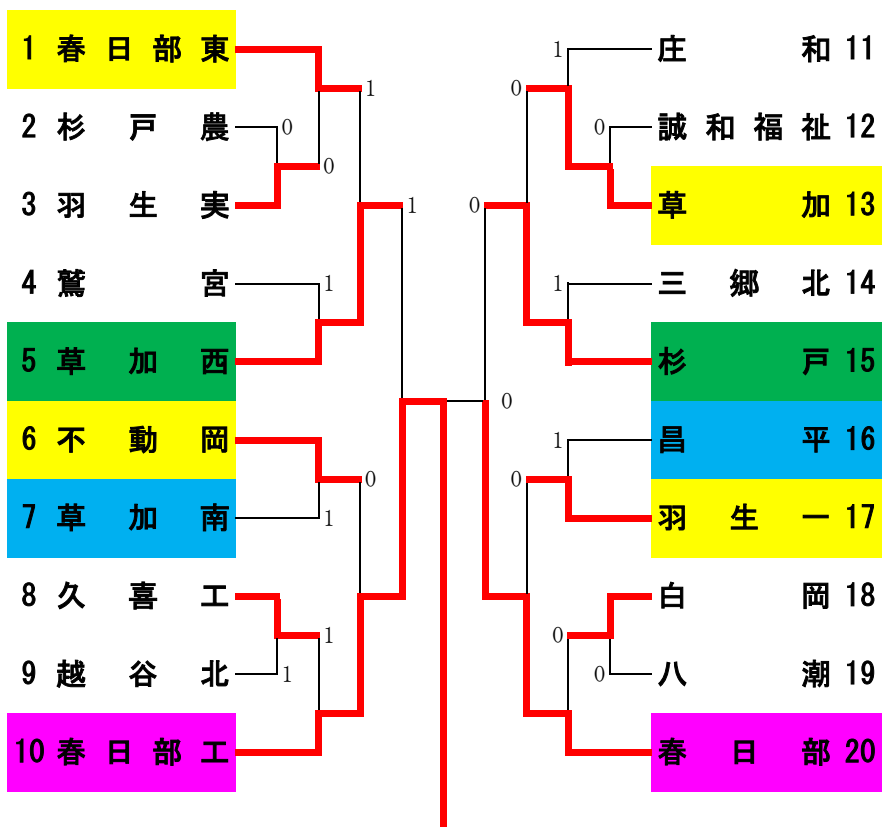 1 春日部東
2 杉戸農
3 羽生実
4 鷲宮
5 草加西
6 不動岡
7 草加南
8 久喜工
9 越谷北
10 春日部工
1
0
0
1
1
0
1
1
1
1
0
0
0
1
0
1
1
0
0
0
庄和 11
誠和福祉 12
草加 13
三郷北 14
杉戸 15
昌平 16
羽生一 17
白岡 18
八潮 19
春日部 20